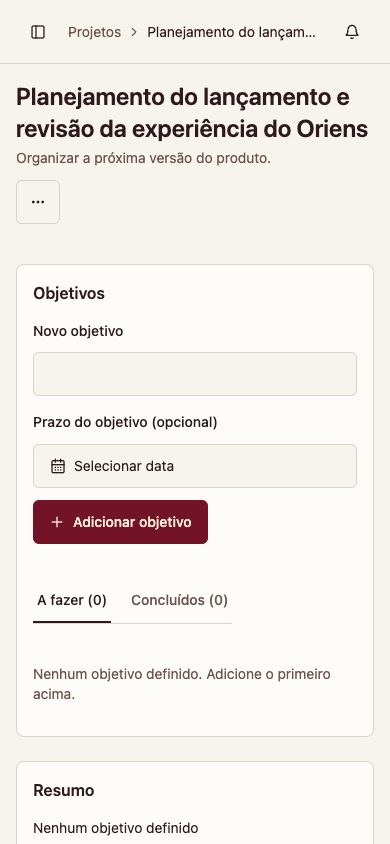 Projetos > Planejamento do lançam...
Planejamento do lançamento e
revisão da experiência do Oriens
Organizar a próxima versão do produto.
...
Objetivos
Novo objetivo
Prazo do objetivo (opcional)
Selecionar data
+ Adicionar objetivo
A fazer (0) Concluídos (0)
Nenhum objetivo definido. Adicione o primeiro
acima.
Resumo
Nenhum objetivo definido